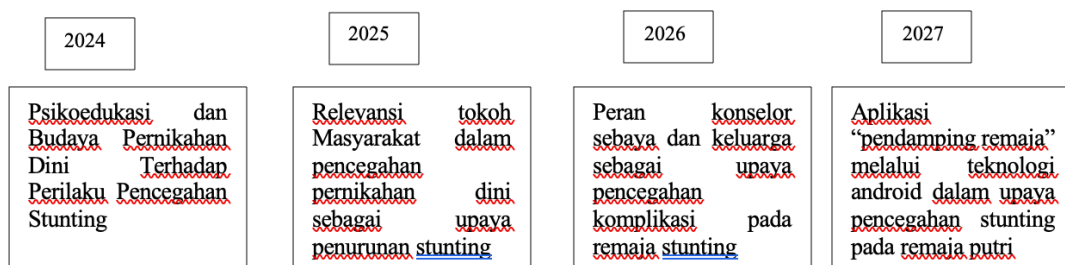 2024
Psikoedukasi dan
Budaya Pernikahan
Dini Terhadap
Perilaku Pencegahan
Stunting
2025
Relevansi tokoh
Masyarakat dalam
pencegahan
pernikahan dini
sebagai upaya
penurunan stunting
2026
Peran konselor
sebaya dan keluarga
sebagai upaya
pencegahan
komplikasi pada
remaja stunting
2027
Aplikasi
“pendamping remaja”
melalui teknologi
android dalam upaya
pencegahan stunting
pada remaja putri